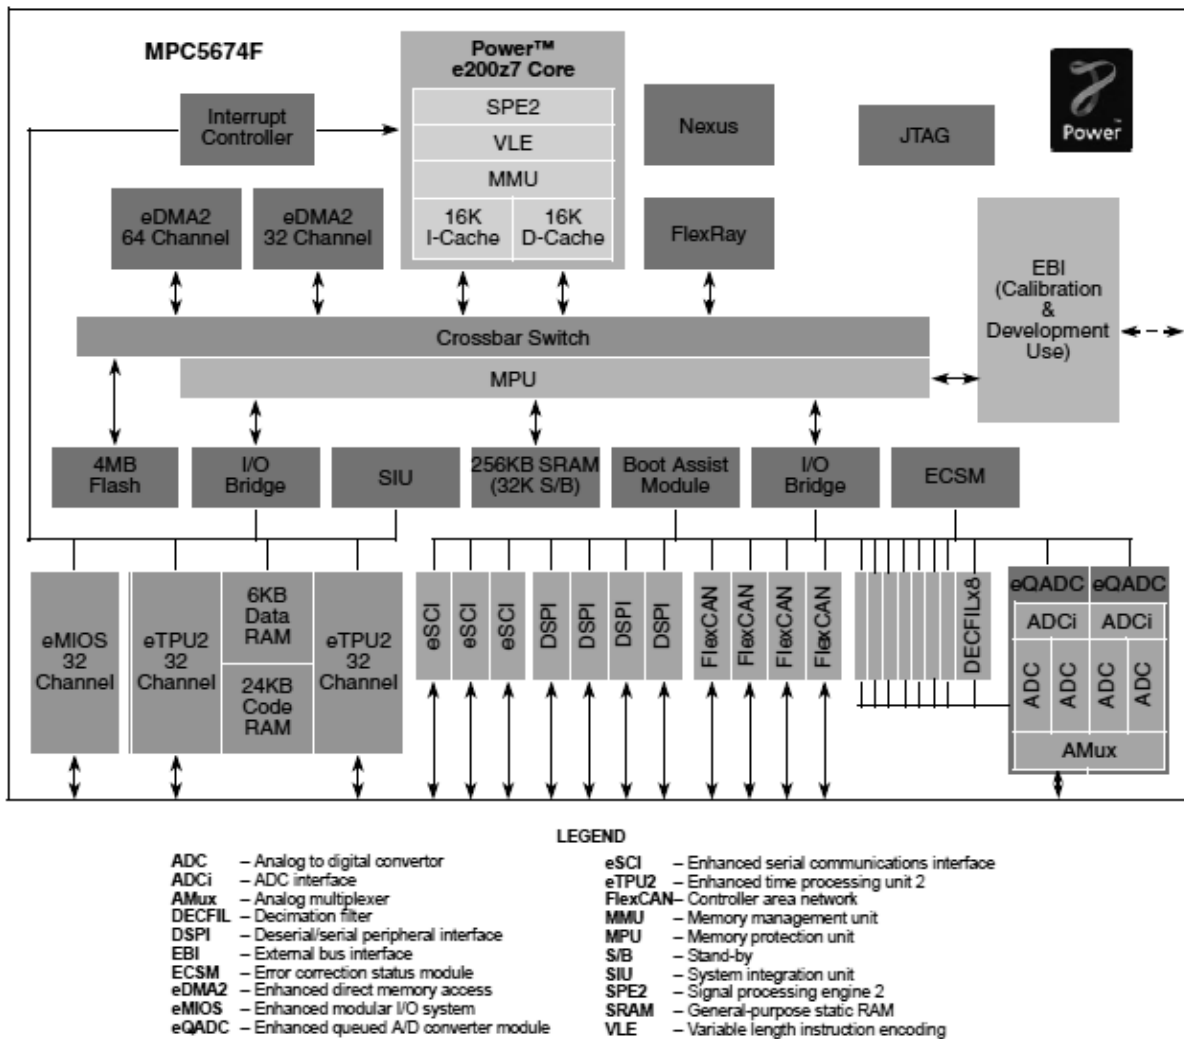 MPC5674F
Power™
e200z7 Core
SPE2
VLE
MMU
16K
I-Cache
16K
D-Cache
Interrupt
Controller
Nexus
JTAG
Power™
eDMA2
64 Channel
eDMA2
32 Channel
FlexRay
EBI
(Calibration
&
Development
Use)
Crossbar Switch
MPU
4MB
Flash
I/O
Bridge
SIU
256KB SRAM
(32K S/B)
Boot Assist
Module
I/O
Bridge
ECSM
eMIOS
32
Channel
eTPU2
32
Channel
6KB
Data
RAM
24KB
Code
RAM
eTPU2
32
Channel
eSCI
eSCI
eSCI
DSPI
DSPI
DSPI
DSPI
FlexCAN
FlexCAN
FlexCAN
FlexCAN
DECFILx8
eQADC
eQADC
ADCi
ADCi
ADC
ADC
ADC
ADC
AMux
LEGEND
ADC – Analog to digital convertor
ADCi – ADC interface
AMux – Analog multiplexer
DECFIL – Decimation filter
DSPI – Deserial/serial peripheral interface
EBI – External bus interface
ECSM – Error correction status module
eDMA2 – Enhanced direct memory access
eMIOS – Enhanced modular I/O system
eQADC – Enhanced queued A/D converter module
eSCI – Enhanced serial communications interface
eTPU2 – Enhanced time processing unit 2
FlexCAN – Controller area network
MMU – Memory management unit
MPU – Memory protection unit
S/B – Stand-by
SIU – System integration unit
SPE2 – Signal processing engine 2
SRAM – General-purpose static RAM
VLE – Variable length instruction encoding